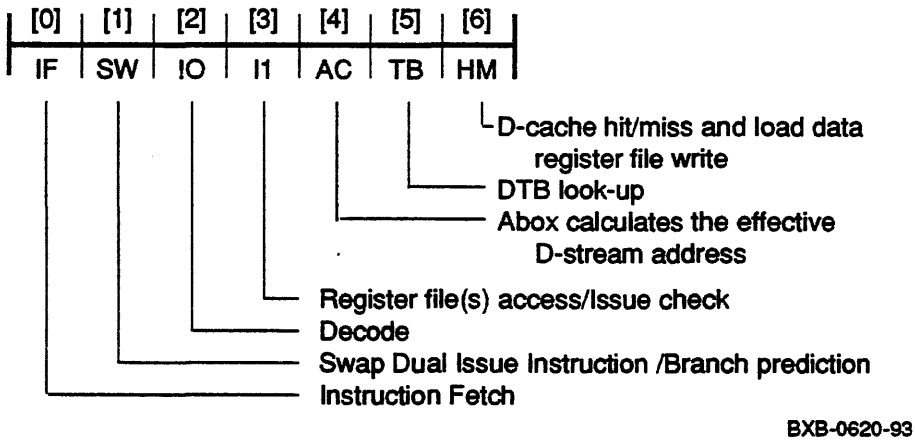 [0] [1] [2] [3] [4] [5] [6]
IF SW IO I1 AC TB HM
D-cache hit/miss and load data
register file write
DTB look-up
Abox calculates the effective
D-stream address
Register file(s) access/Issue check
Decode
Swap Dual Issue Instruction /Branch prediction
Instruction Fetch
BXB-0620-93